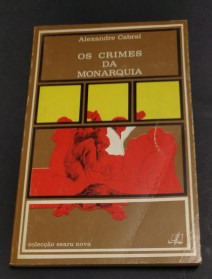 Alexandre Cabral
OS CRIMES
DA
MONARQUIA
colecção seara nova